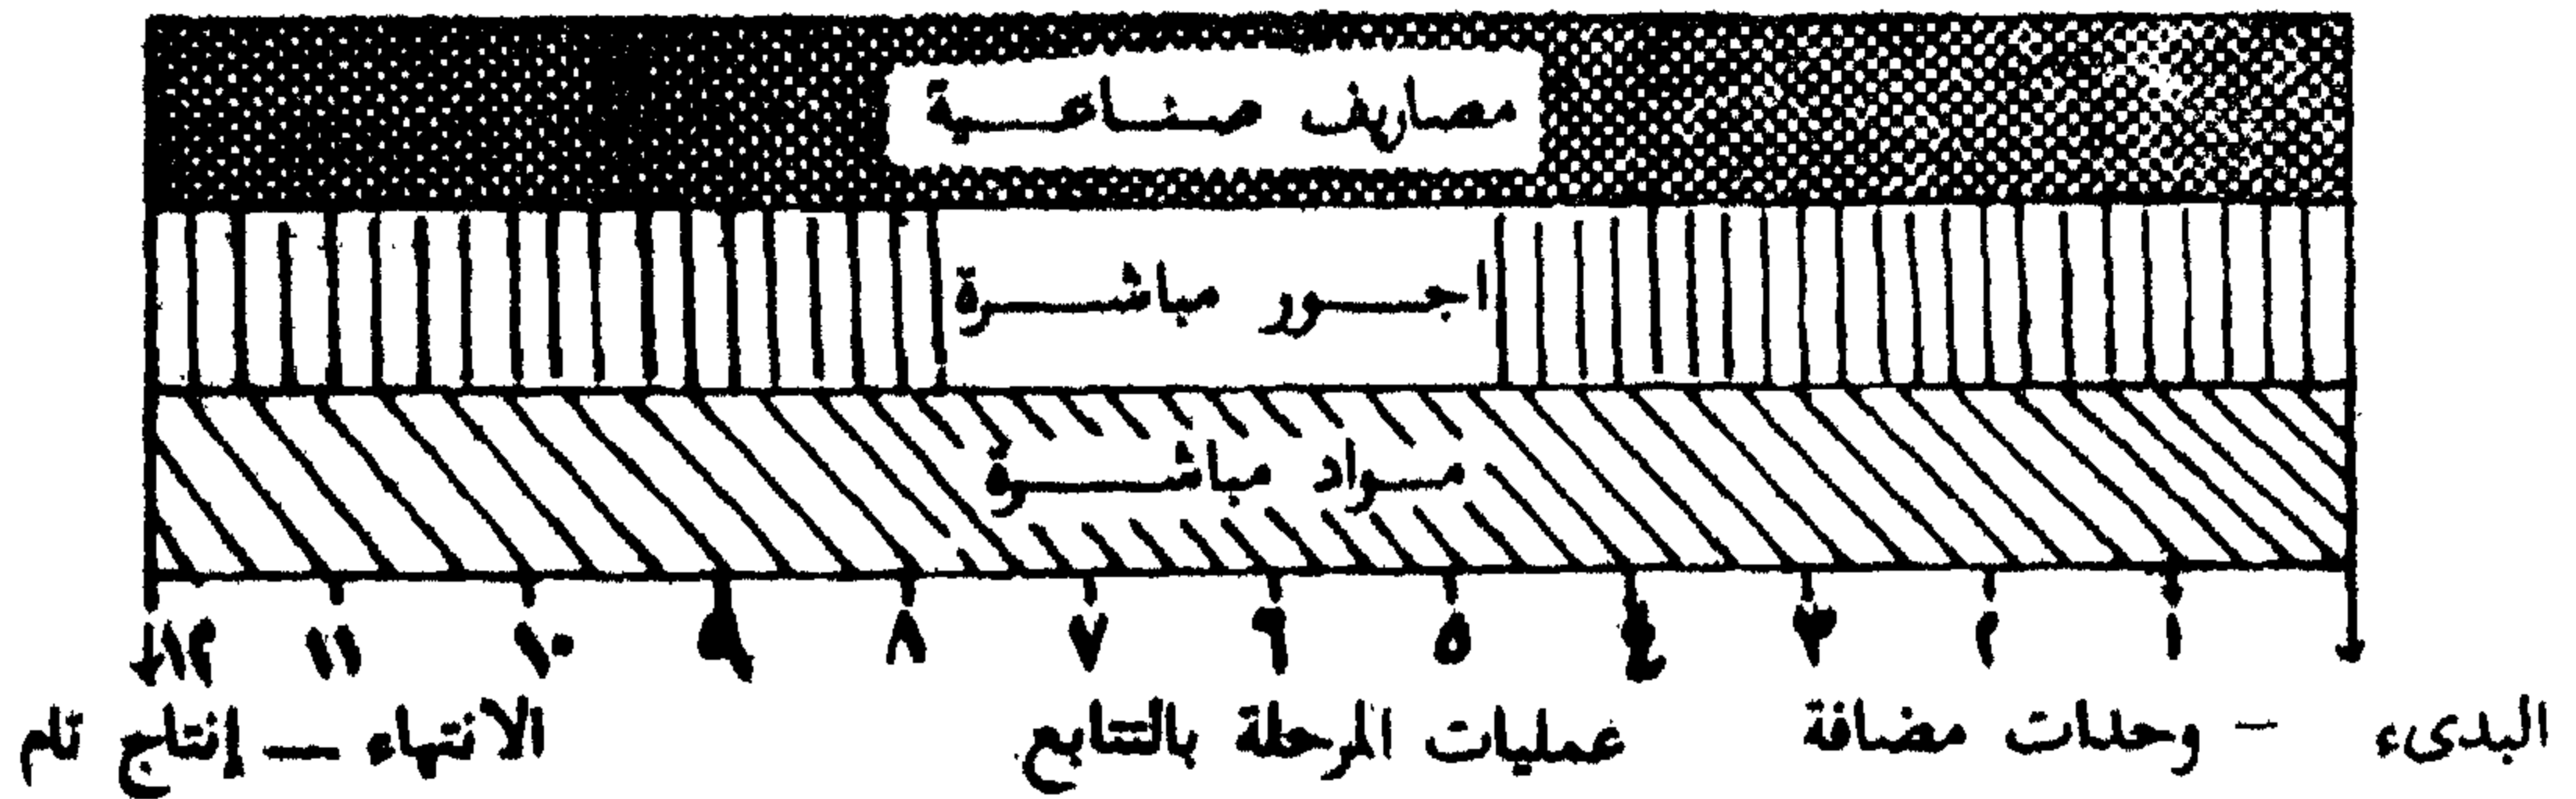 مصاريف صناعية
اجور مباشرة
مواد مباشرة
١ ٢ ٣ ٤ ٥ ٦ ٧ ٨ ٩ ١٠ ١١ ١٢
البدىء - وحدات مضافة عمليات المرحلة بالتتابع الانتهاء - إنتاج تام